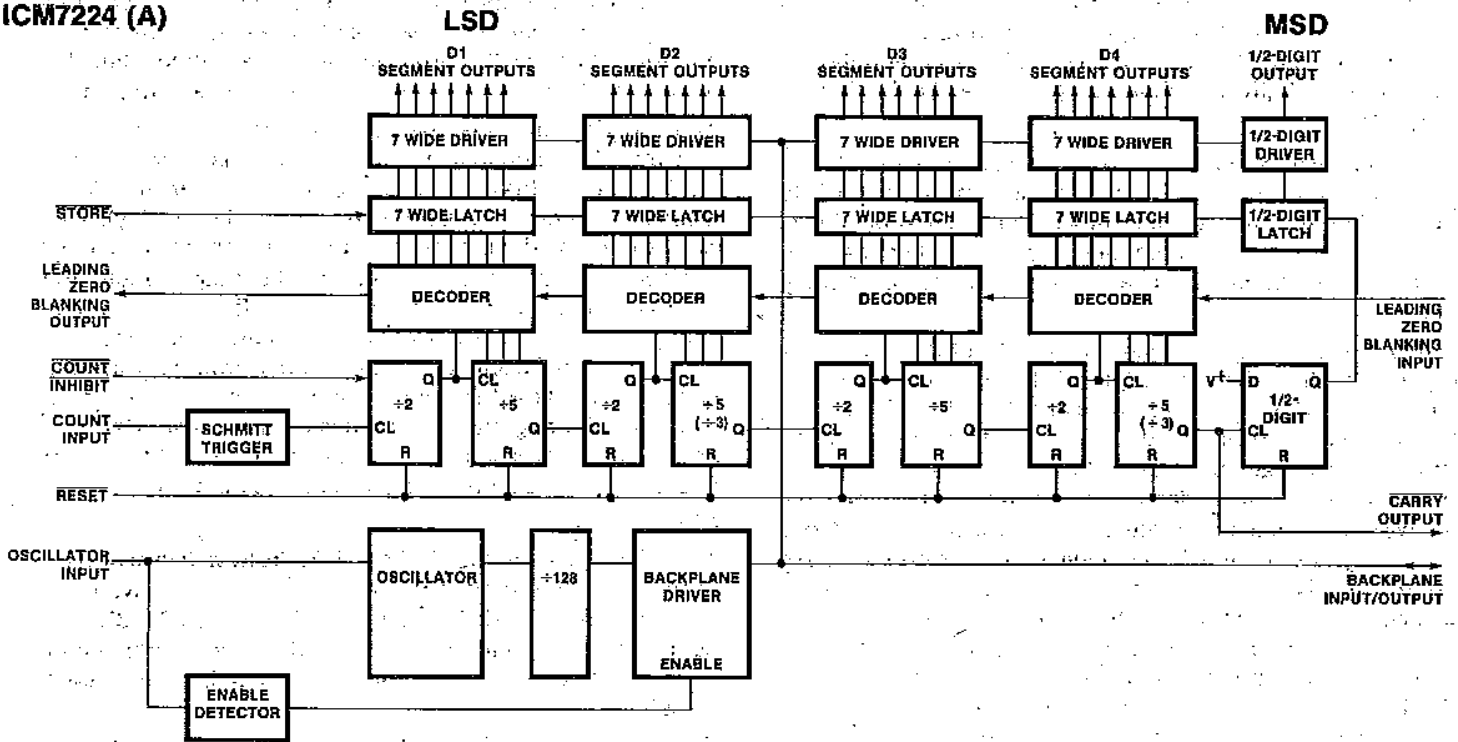 ICM7224 (A)
LSD
MSD
D1
SEGMENT OUTPUTS
D2
SEGMENT OUTPUTS
D3
SEGMENT OUTPUTS
D4
SEGMENT OUTPUTS
1/2-DIGIT
OUTPUT
7 WIDE DRIVER
7 WIDE DRIVER
7 WIDE DRIVER
7 WIDE DRIVER
1/2-DIGIT
DRIVER
STORE
7 WIDE LATCH
7 WIDE LATCH
7 WIDE LATCH
7 WIDE LATCH
1/2-DIGIT
LATCH
LEADING
ZERO
BLANKING
OUTPUT
DECODER
DECODER
DECODER
DECODER
LEADING
ZERO
BLANKING
INPUT
COUNT
INHIBIT
COUNT
INPUT
SCHMITT
TRIGGER
Q
÷2
CL
R
CL
÷5
Q
R
Q
÷2
CL
R
CL
÷5
(÷3)
Q
R
Q
÷2
CL
R
CL
÷5
Q
R
Q
÷2
CL
R
CL
÷5
(÷3)
Q
R
V+
D
Q
1/2-
DIGIT
CL
R
RESET
CARRY
OUTPUT
OSCILLATOR
INPUT
OSCILLATOR
÷128
BACKPLANE
DRIVER
ENABLE
BACKPLANE
INPUT/OUTPUT
ENABLE
DETECTOR